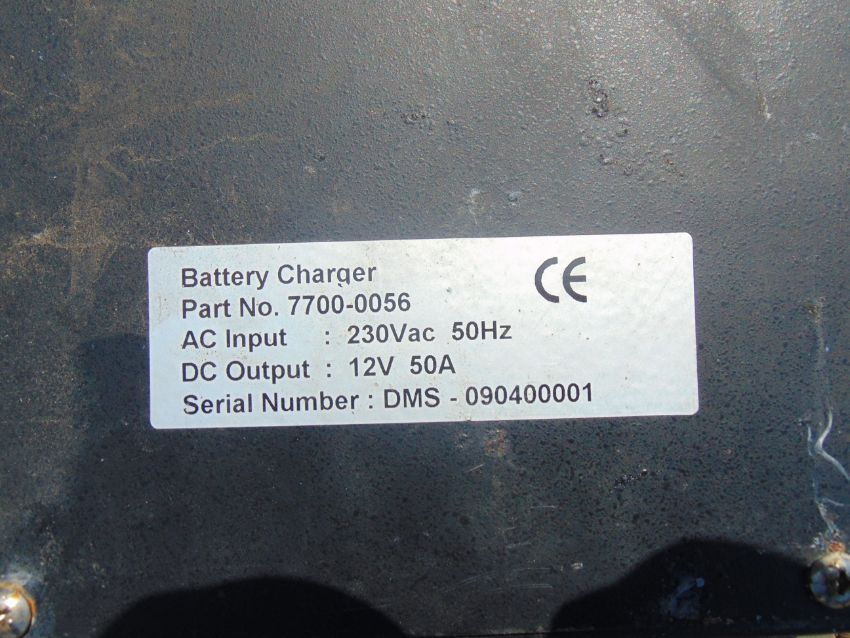 Battery Charger
CE
Part No. 7700-0056
AC Input : 230Vac 50Hz
DC Output : 12V 50A
Serial Number : DMS - 090400001